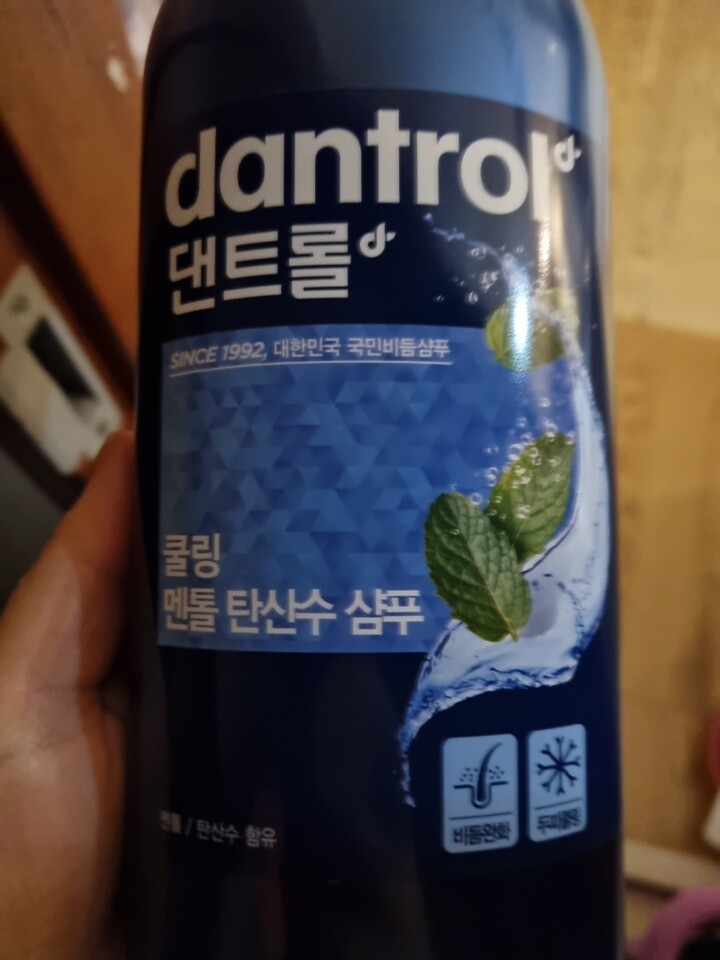 dantrol
댄트롤
SINCE 1992, 대한민국 국민비듬샴푸
쿨링
멘톨 탄산수 샴푸
비듬완화
두피쿨링
멘톨 / 탄산수 함유